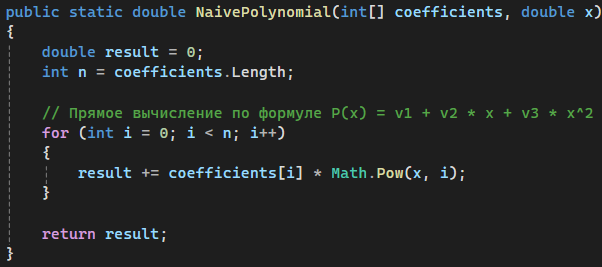 public static double NaivePolynomial(int[] coefficients, double x)
{
double result = 0;
int n = coefficients.Length;
// Прямое вычисление по формуле P(x) = v1 + v2 * x + v3 * x^2
for (int i = 0; i < n; i++)
{
result += coefficients[i] * Math.Pow(x, i);
}
return result;
}